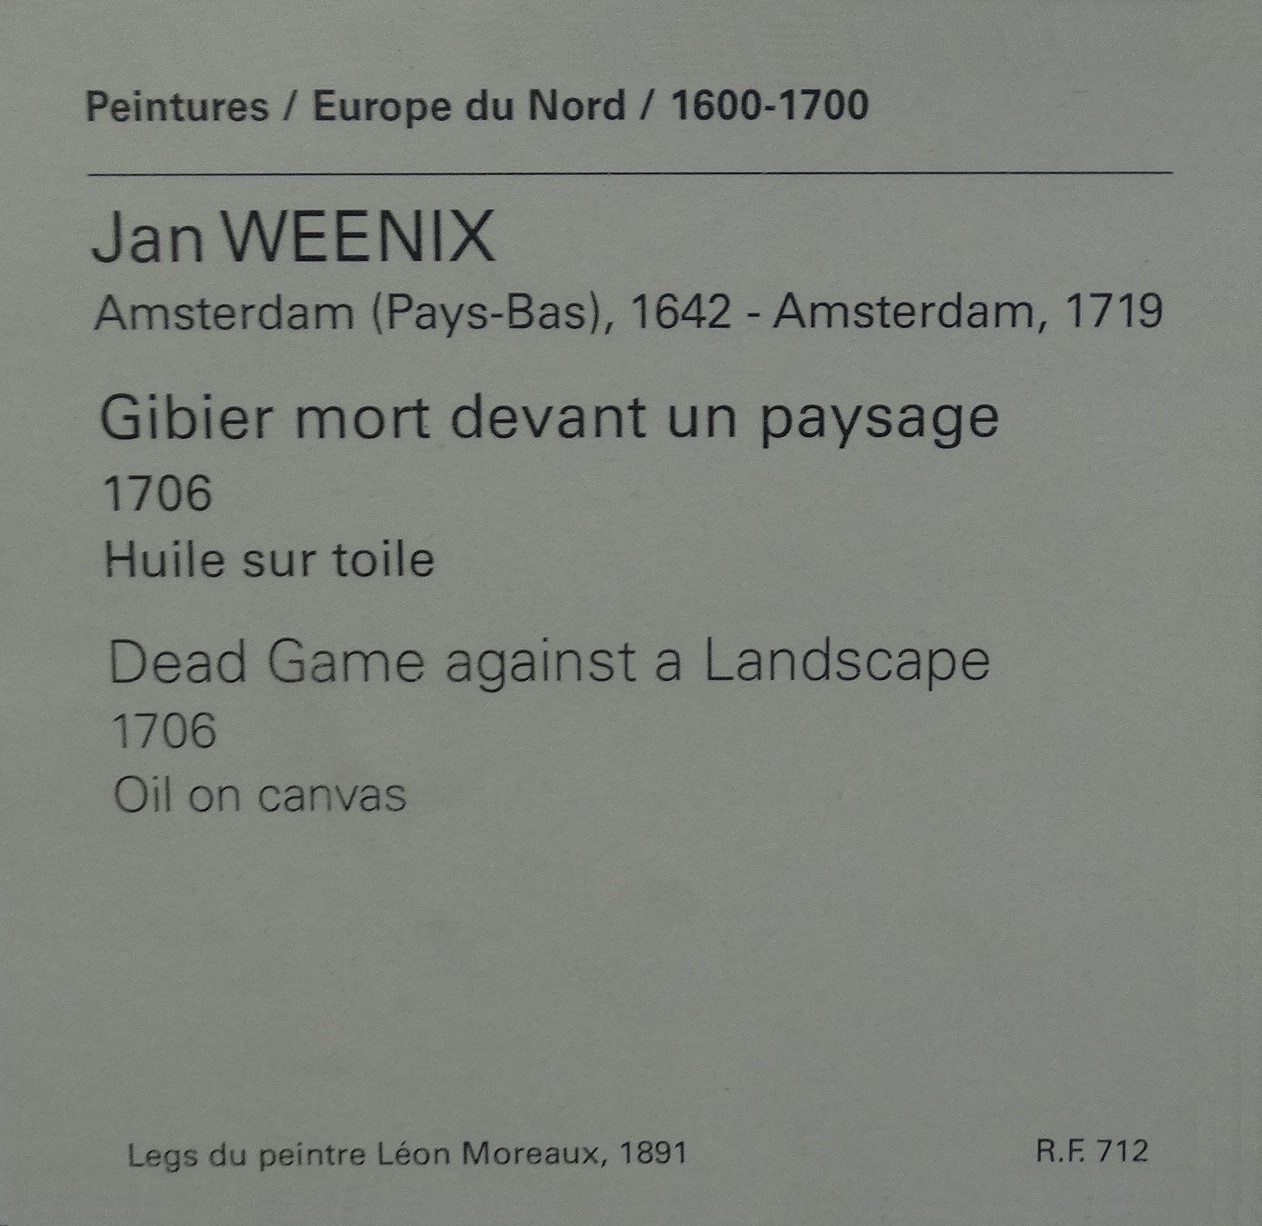 Peintures / Europe du Nord / 1600-1700
Jan WEENIX
Amsterdam (Pays-Bas), 1642 - Amsterdam, 1719
Gibier mort devant un paysage
1706
Huile sur toile
Dead Game against a Landscape
1706
Oil on canvas
Legs du peintre Léon Moreaux, 1891 R.F. 712